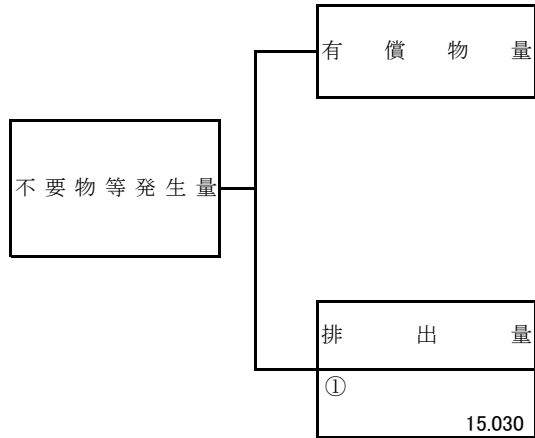 有償物量
不要物等発生量
排出量
①
15.030